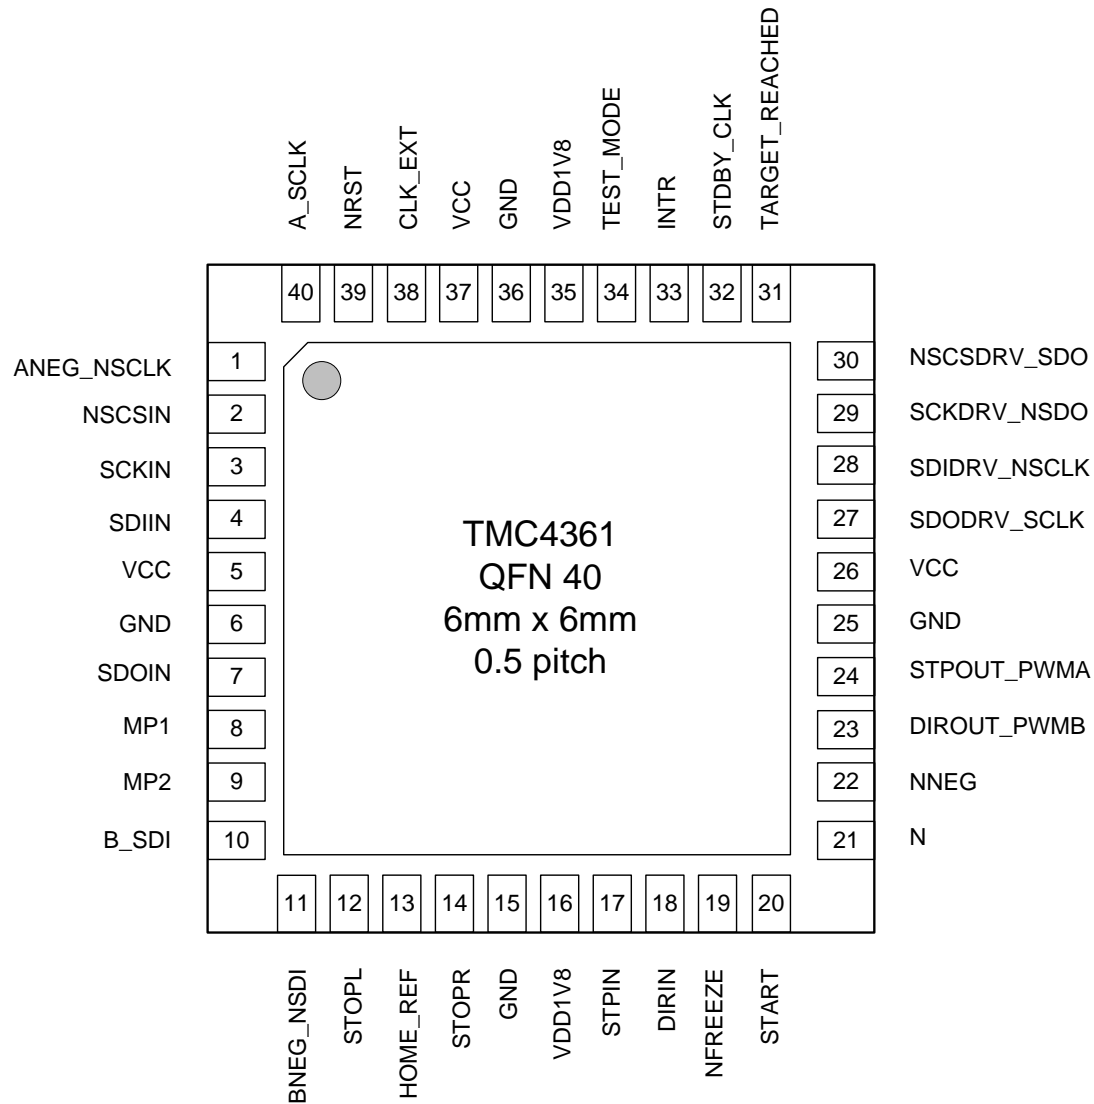 A_SCLK
NRST
CLK_EXT
VCC
GND
VDD1V8
TEST_MODE
INTR
STDBY_CLK
TARGET_REACHED
40
39
38
37
36
35
34
33
32
31
ANEG_NSCLK
1
NSCSIN
2
SCKIN
3
SDIIN
4
VCC
5
GND
6
SDOIN
7
MP1
8
MP2
9
B_SDI
10
TMC4361
QFN 40
6mm x 6mm
0.5 pitch
30
NSCSDRV_SDO
29
SCKDRV_NSDO
28
SDIDRV_NSCLK
27
SDODRV_SCLK
26
VCC
25
GND
24
STPOUT_PWMA
23
DIROUT_PWMB
22
NNEG
21
N
11
12
13
14
15
16
17
18
19
20
BNEG_NSDI
STOPL
HOME_REF
STOPR
GND
VDD1V8
STPIN
DIRIN
NFREEZE
START